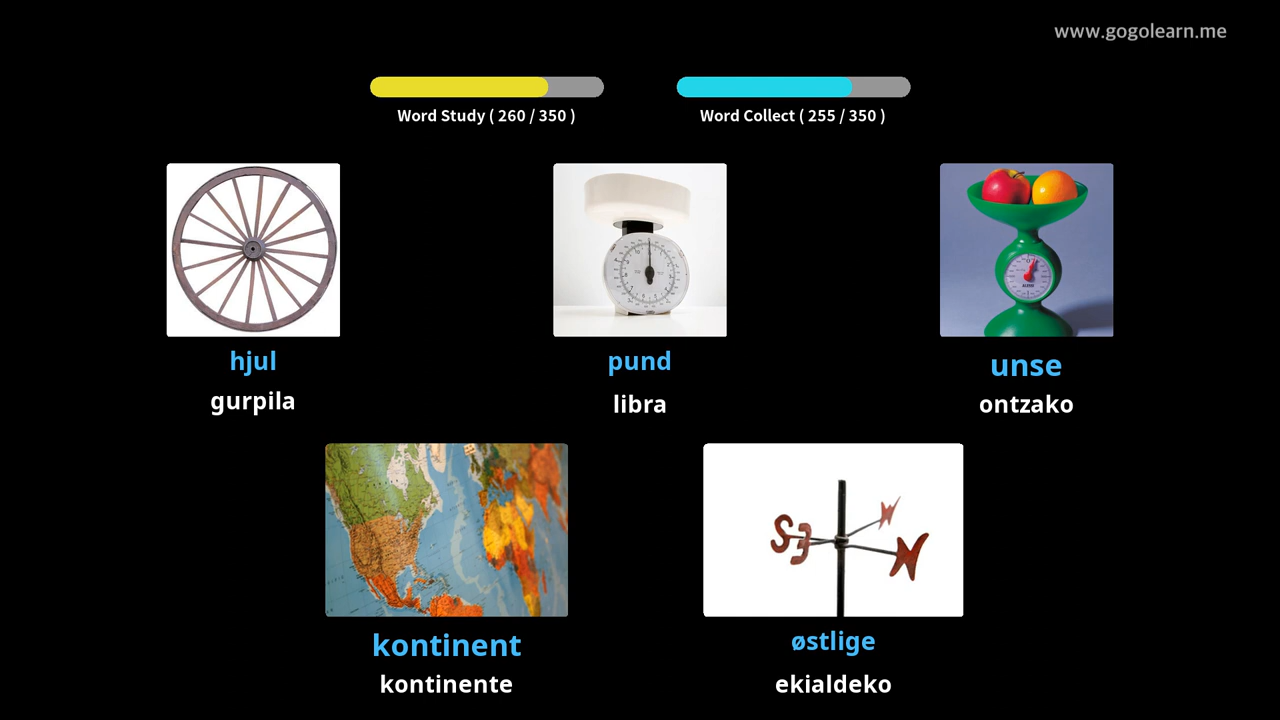 www.gogolearn.me
Word Study ( 260 / 350 )
Word Collect ( 255 / 350 )
hjul
gurpila
pund
libra
unse
ontzako
kontinent
kontinente
østlige
ekialdeko